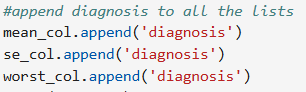 #append diagnosis to all the lists
mean_col.append('diagnosis')
se_col.append('diagnosis')
worst_col.append('diagnosis')